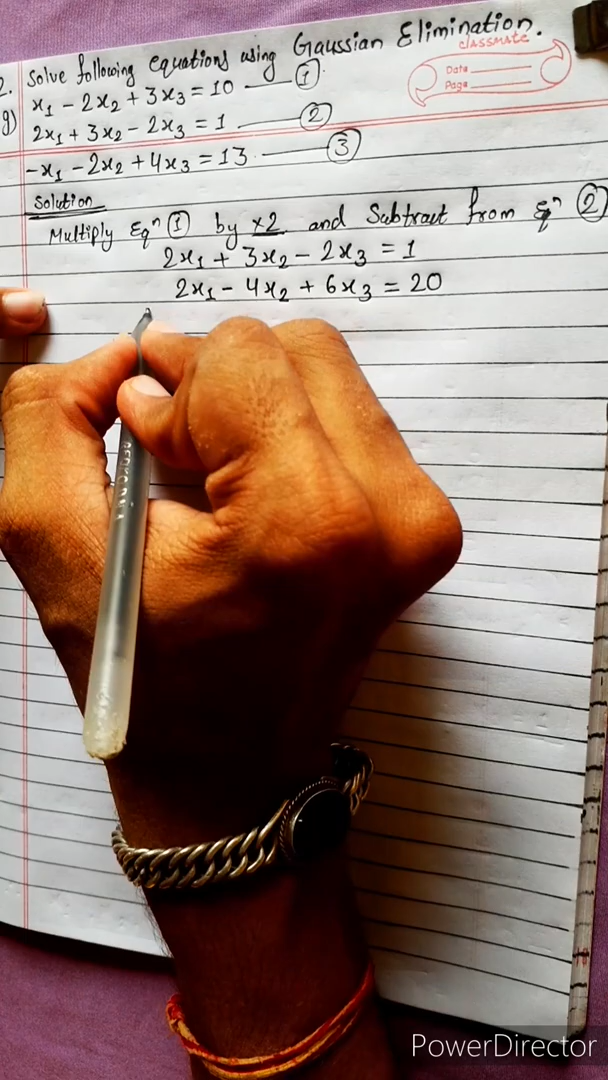 2. Solve following equations using Gaussian Elimination.
classmate
Date
Page
g) x₁ - 2x₂ + 3x₃ = 10 — ①
2x₁ + 3x₂ - 2x₃ = 1 — ②
-x₁ - 2x₂ + 4x₃ = 13 — ③
Solution
Multiply Eqⁿ ① by ×2 and Subtract from Eqⁿ ②
2x₁ + 3x₂ - 2x₃ = 1
2x₁ - 4x₂ + 6x₃ = 20
PowerDirector